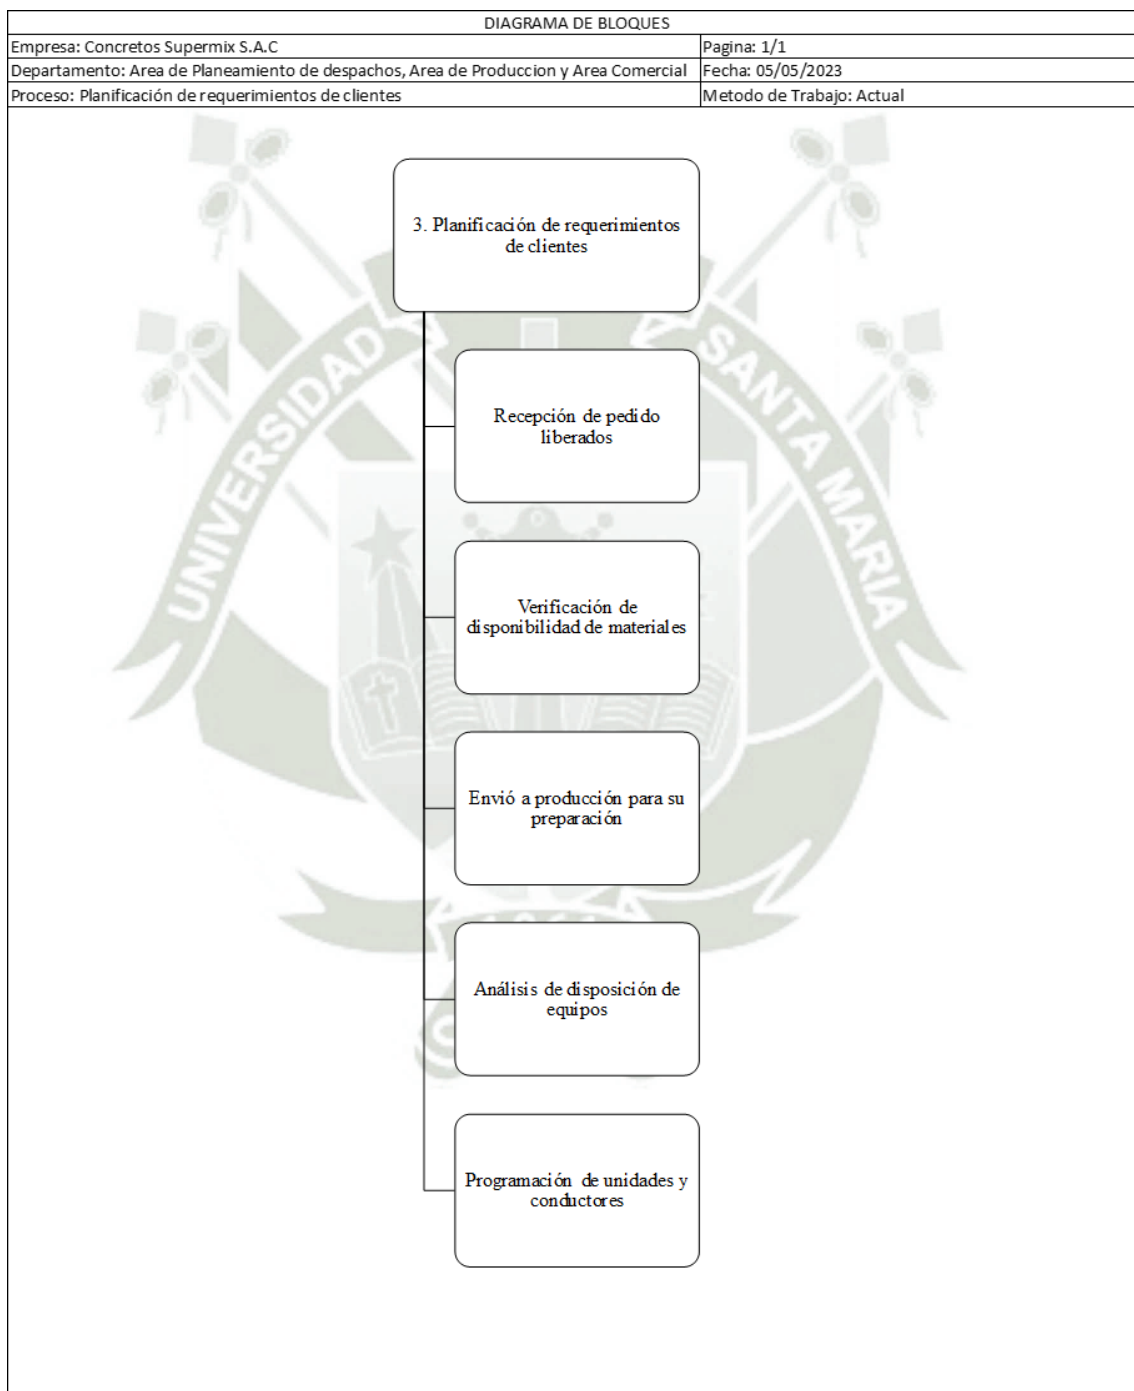 DIAGRAMA DE BLOQUES
Empresa: Concretos Supermix S.A.C
Pagina: 1/1
Departamento: Area de Planeamiento de despachos, Area de Produccion y Area Comercial
Fecha: 05/05/2023
Proceso: Planificación de requerimientos de clientes
Metodo de Trabajo: Actual
3. Planificación de requerimientos
de clientes
UNIVERSIDAD
SANTA MARIA
Recepción de pedido
liberados
Verificación de
disponibilidad de materiales
Envió a producción para su
preparación
Análisis de disposición de
equipos
Programación de unidades y
conductores